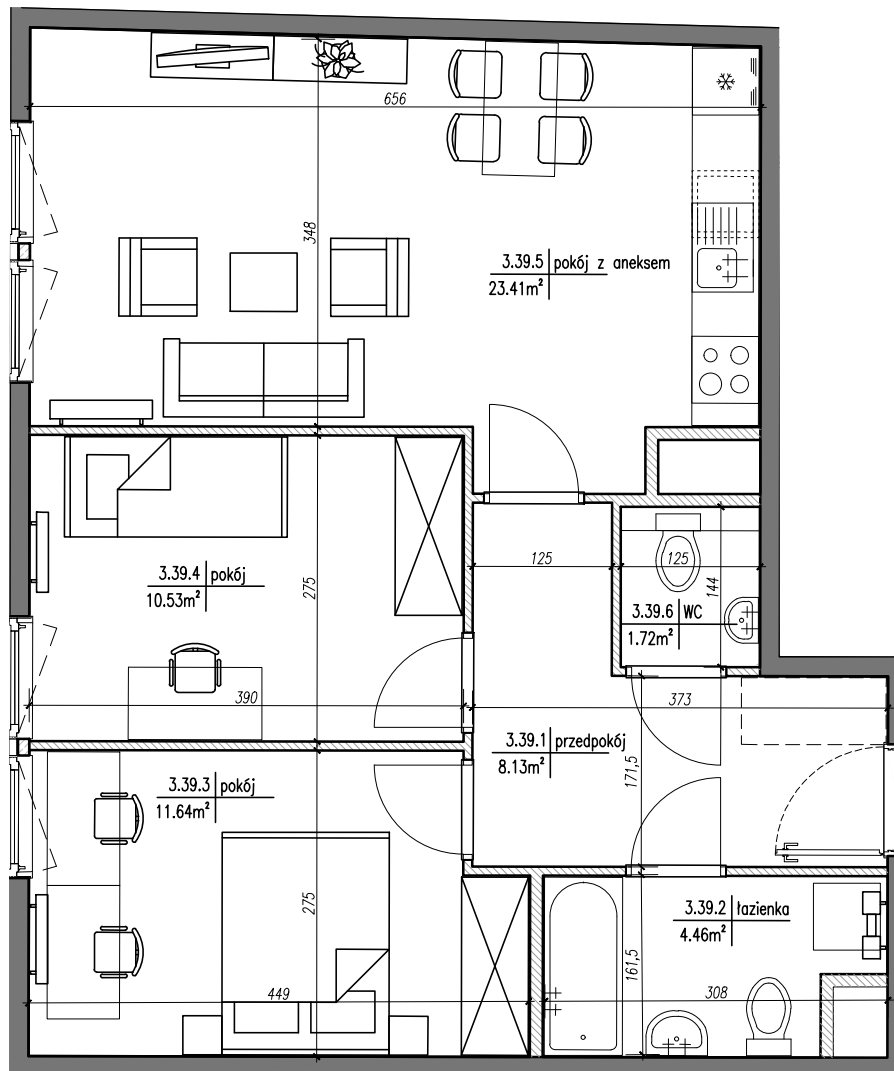 656
348
3.39.5 pokój z aneksem
23.41m²
3.39.4 pokój
10.53m²
275
125
125
144
3.39.6 WC
1.72m²
390
373
3.39.1 przedpokój
8.13m²
171,5
3.39.3 pokój
11.64m²
275
449
3.39.2 łazienka
4.46m²
161,5
308